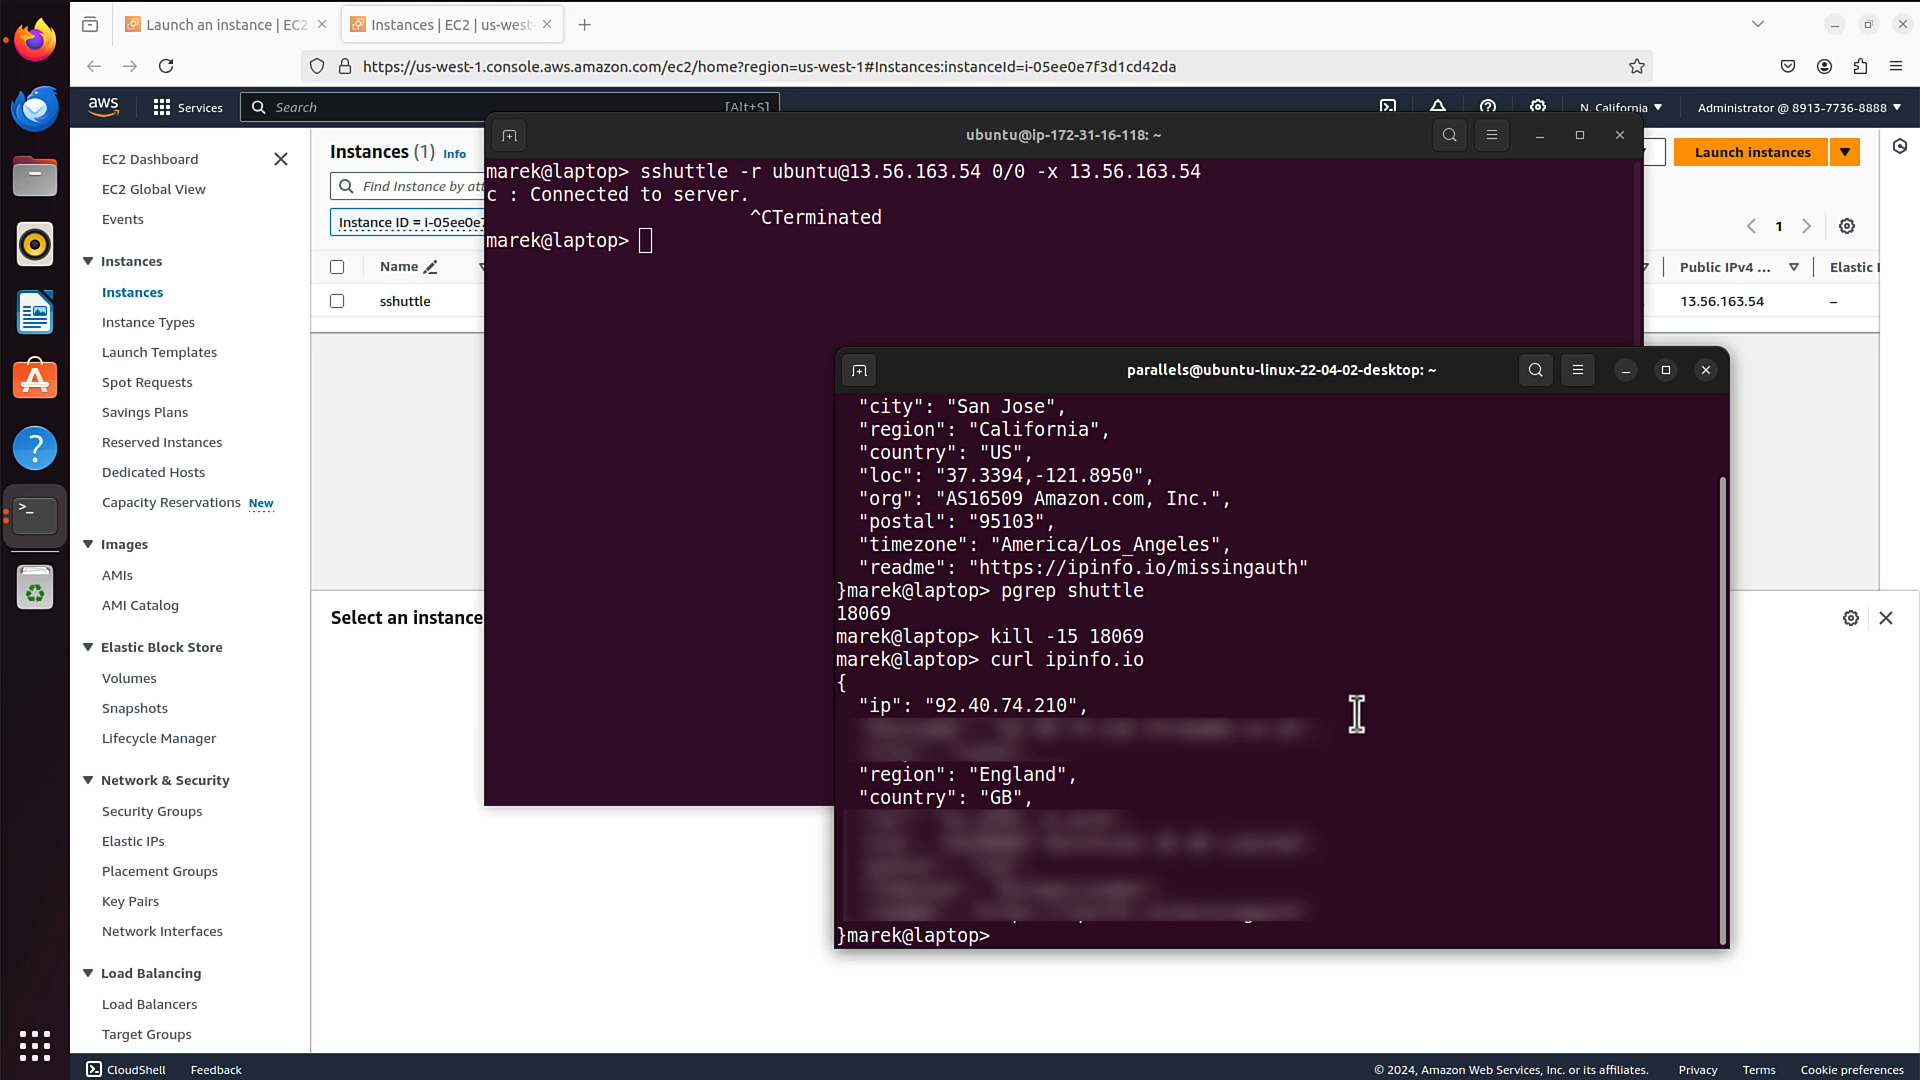 Launch an instance | EC2
Instances | EC2 | us-west-
https://us-west-1.console.aws.amazon.com/ec2/home?region=us-west-1#Instances:instanceId=i-05ee0e7f3d1cd42da
aws
Services
Search
[Alt+S]
N. California
Administrator @ 8913-7736-8888
EC2 Dashboard
EC2 Global View
Events
Instances
Instances
Instance Types
Launch Templates
Spot Requests
Savings Plans
Reserved Instances
Dedicated Hosts
Capacity Reservations New
Images
AMIs
AMI Catalog
Elastic Block Store
Volumes
Snapshots
Lifecycle Manager
Network & Security
Security Groups
Elastic IPs
Placement Groups
Key Pairs
Network Interfaces
Load Balancing
Load Balancers
Target Groups
Instances (1) Info
Find Instance by att
Instance ID = i-05ee0e7
Name
sshuttle
Select an instance
Launch instances
1
Public IPv4 ...
Elastic I
13.56.163.54
–
ubuntu@ip-172-31-16-118: ~
marek@laptop> sshuttle -r ubuntu@13.56.163.54 0/0 -x 13.56.163.54
c : Connected to server.
^CTerminated
marek@laptop>
parallels@ubuntu-linux-22-04-02-desktop: ~
"city": "San Jose",
"region": "California",
"country": "US",
"loc": "37.3394,-121.8950",
"org": "AS16509 Amazon.com, Inc.",
"postal": "95103",
"timezone": "America/Los_Angeles",
"readme": "https://ipinfo.io/missingauth"
}marek@laptop> pgrep shuttle
18069
marek@laptop> kill -15 18069
marek@laptop> curl ipinfo.io
{
"ip": "92.40.74.210",
"region": "England",
"country": "GB",
}marek@laptop>
CloudShell
Feedback
© 2024, Amazon Web Services, Inc. or its affiliates.
Privacy
Terms
Cookie preferences